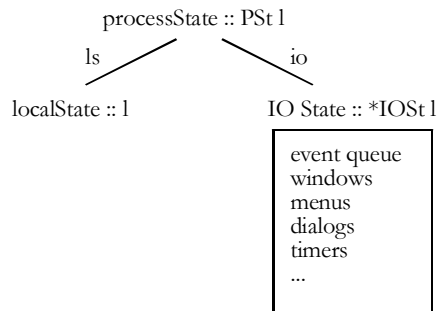 processState :: PSt l
ls
io
localState :: l
IO State :: *IOSt l
event queue
windows
menus
dialogs
timers
...